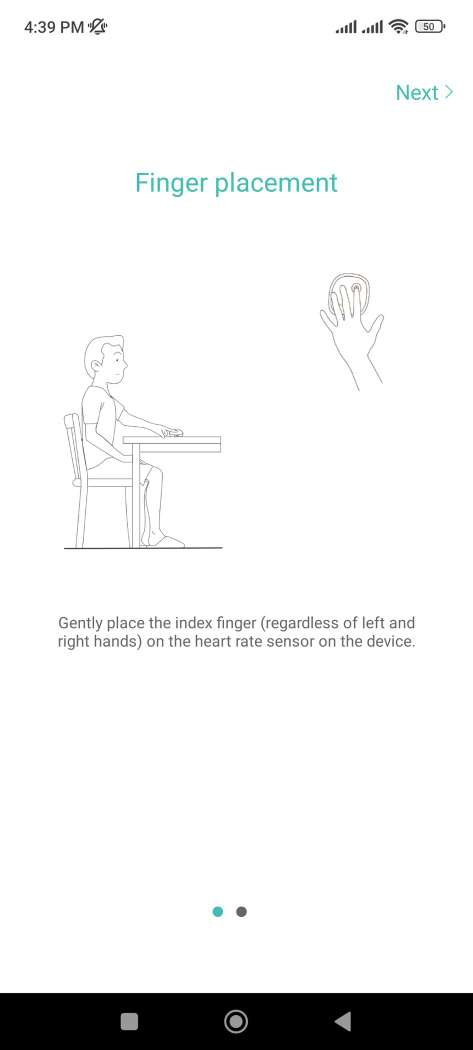 4:39 PM
50
Next
Finger placement
Gently place the index finger (regardless of left and
right hands) on the heart rate sensor on the device.